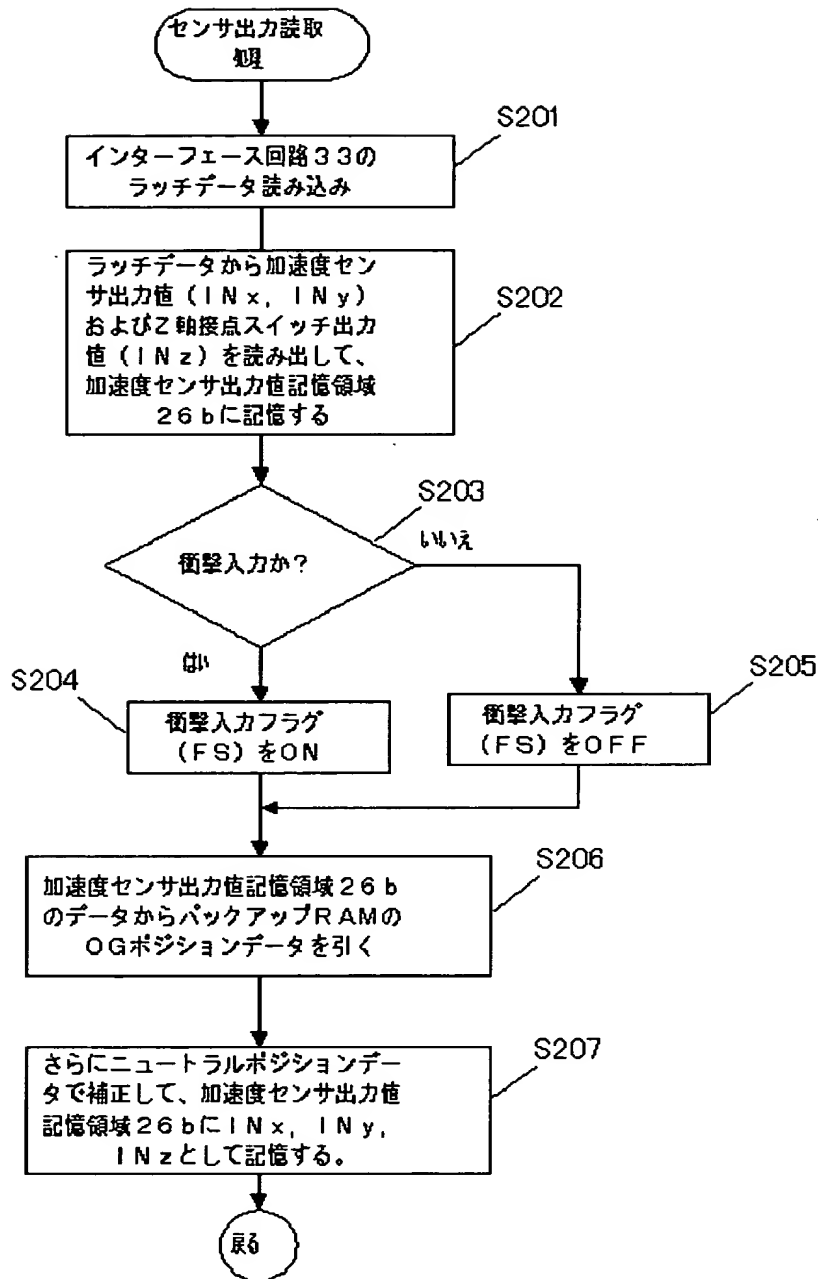 センサ出力読取
処理
S201
インターフェース回路33の
ラッチデータ読み込み
S202
ラッチデータから加速度セン
サ出力値(INx, INy)
およびZ軸接点スイッチ出力
値(INz)を読み出して、
加速度センサ出力値記憶領域
26bに記憶する
S203
衝撃入力か?
いいえ
はい
S204
衝撃入力フラグ
(FS)をON
S205
衝撃入力フラグ
(FS)をOFF
S206
加速度センサ出力値記憶領域26b
のデータからバックアップRAMの
0Gポジションデータを引く
S207
さらにニュートラルポジションデー
タで補正して、加速度センサ出力値
記憶領域26bにINx, INy,
INzとして記憶する。
戻る